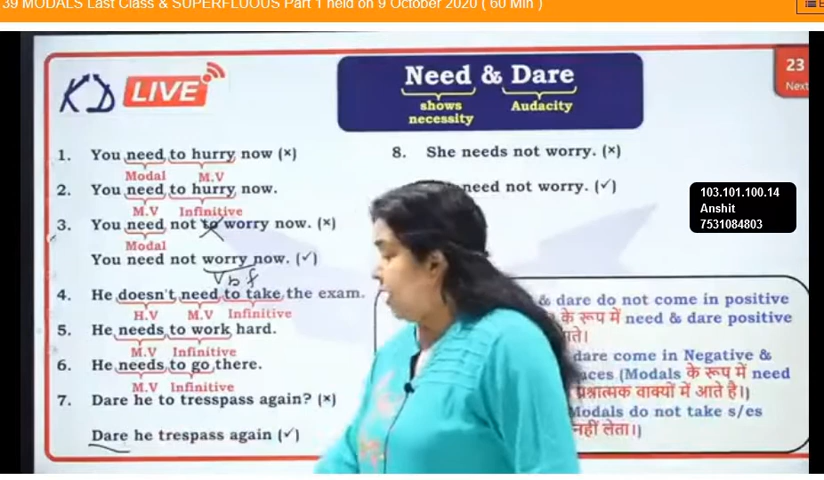 39 MODALS Last Class & SUPERFLUOUS Part 1 held on 9 October 2020 ( 60 Min )
KD LIVE
Need & Dare
shows necessity
Audacity
23
Next
1. You need to hurry now (×)
Modal M.V
2. You need to hurry now.
M.V Infinitive
3. You need not to worry now. (×)
Modal
You need not worry now. (✓)
Vbf
4. He doesn't need to take the exam.
H.V M.V Infinitive
5. He needs to work hard.
M.V Infinitive
6. He needs to go there.
M.V Infinitive
7. Dare he to tresspass again? (×)
Dare he trespass again (✓)
8. She needs not worry. (×)
need not worry. (✓)
103.101.100.14
Anshit
7531084803
& dare do not come in positive
के रूप में need & dare positive
dare come in Negative &
(Modals के रूप में need
वाक्यों में आते है।)
Modals do not take s/es
नहीं लेता।)